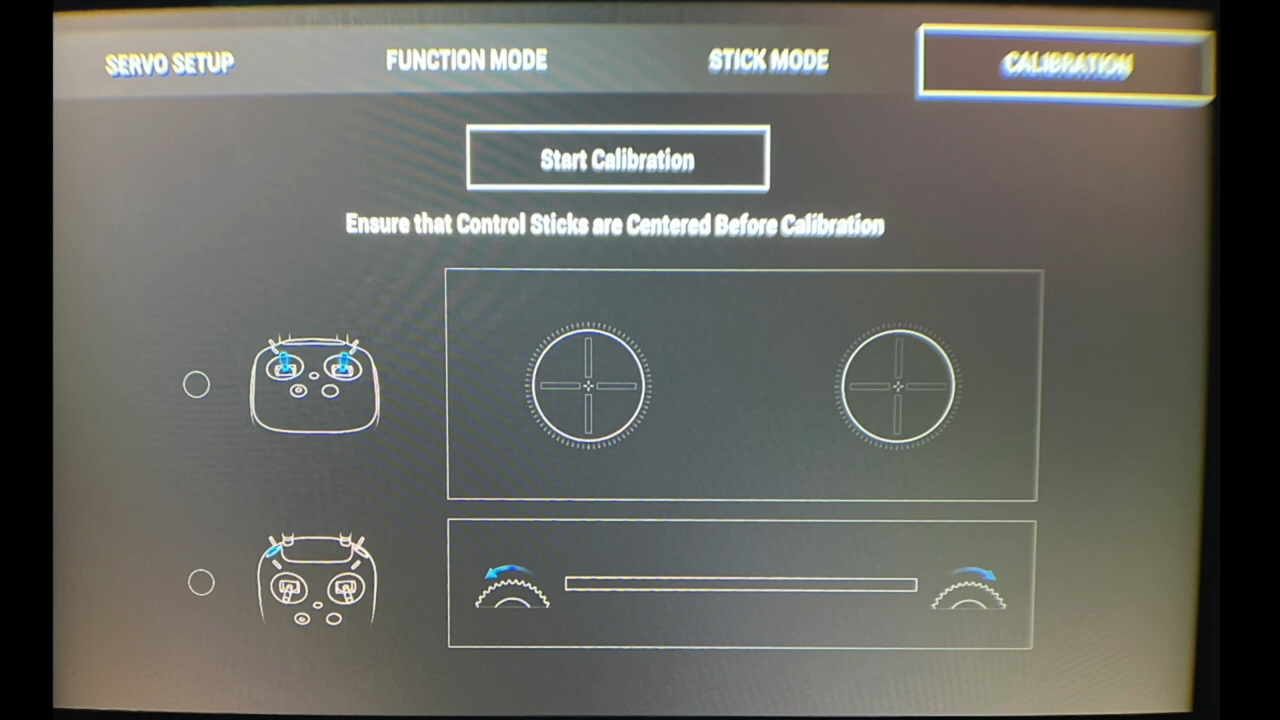 SERVO SETUP
FUNCTION MODE
STICK MODE
CALIBRATION
Start Calibration
Ensure that Control Sticks are Centered Before Calibration